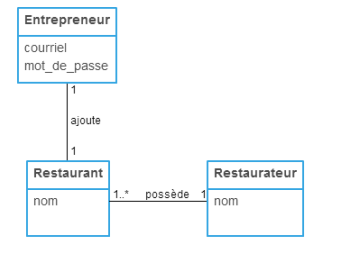 Entrepreneur
courriel
mot_de_passe
1
ajoute
1
Restaurant
nom
1..* possède 1
Restaurateur
nom